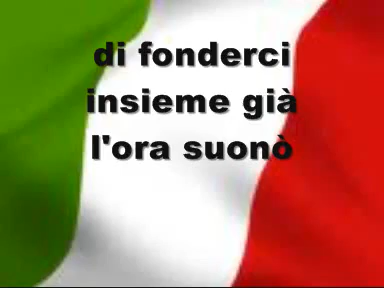 di fonderci
insieme già
l'ora suonò